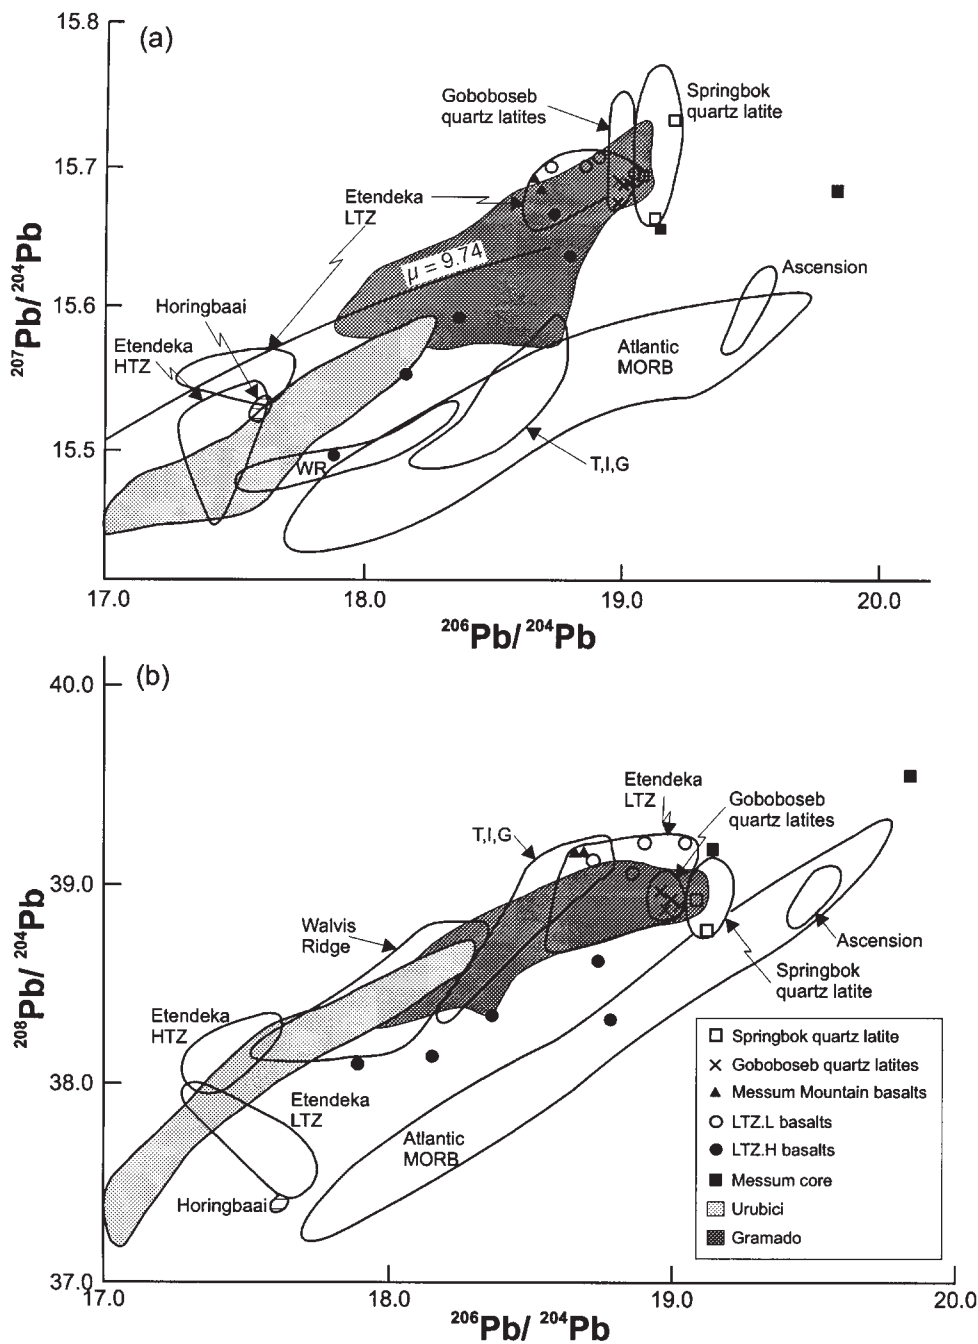 (a)
15.8
15.7
15.6
15.5
²⁰⁷Pb/ ²⁰⁴Pb
Goboboseb
quartz latites
Springbok
quartz latite
Etendeka
LTZ
μ = 9.74
Horingbaai
Etendeka
HTZ
Ascension
Atlantic
MORB
WR
T,I,G
17.0
18.0
19.0
20.0
²⁰⁶Pb/ ²⁰⁴Pb
(b)
40.0
39.0
38.0
37.0
²⁰⁸Pb/ ²⁰⁴Pb
Etendeka
LTZ
Goboboseb
quartz latites
T,I,G
Walvis
Ridge
Ascension
Springbok
quartz latite
Etendeka
HTZ
Etendeka
LTZ
Atlantic
MORB
Horingbaai
Springbok quartz latite
Goboboseb quartz latites
Messum Mountain basalts
LTZ.L basalts
LTZ.H basalts
Messum core
Urubici
Gramado
17.0
18.0
19.0
20.0
²⁰⁶Pb/ ²⁰⁴Pb